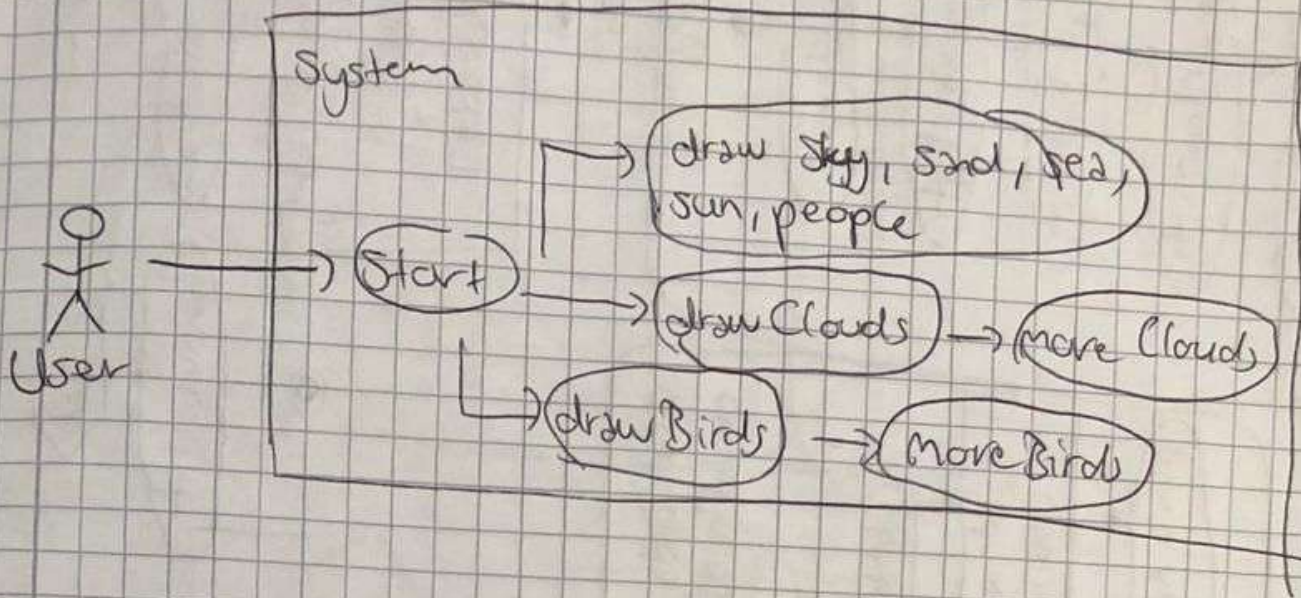 System
draw sky, sand, sea,
sun, people
Start
draw Clouds
move Clouds
User
draw Birds
move Birds